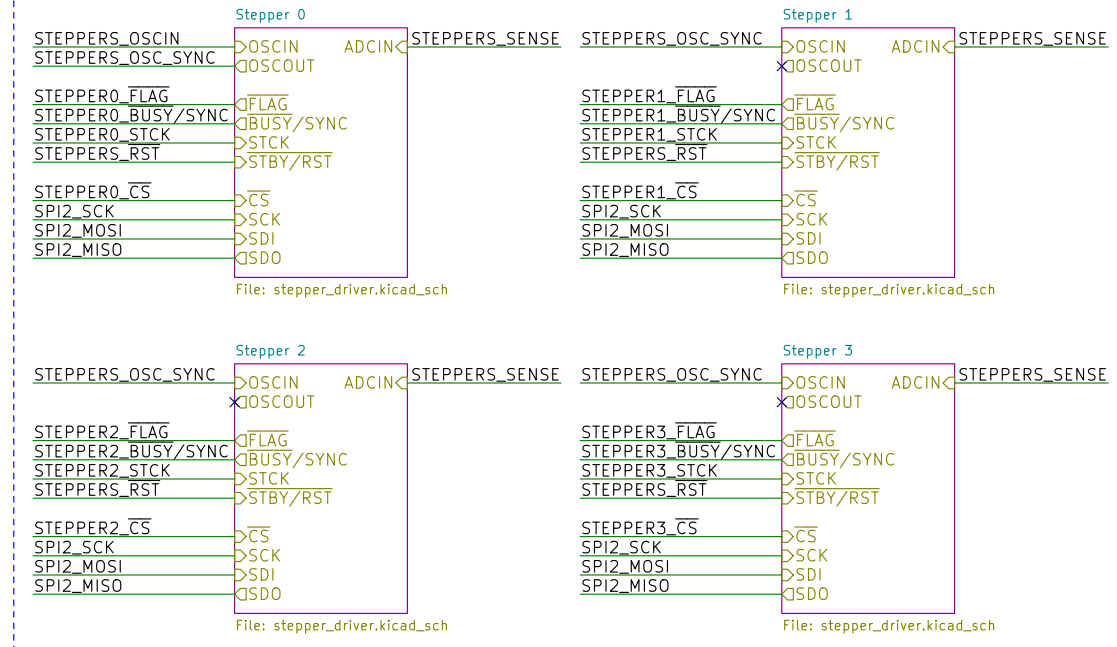 Stepper 0
STEPPERS_OSCIN
OSCIN
ADCIN
STEPPERS_SENSE
STEPPERS_OSC_SYNC
OSCOUT
STEPPER0_FLAG
FLAG
STEPPER0_BUSY/SYNC
BUSY/SYNC
STEPPER0_STCK
STCK
STEPPERS_RST
STBY/RST
STEPPER0_CS
CS
SPI2_SCK
SCK
SPI2_MOSI
SDI
SPI2_MISO
SDO
File: stepper_driver.kicad_sch
Stepper 1
STEPPERS_OSC_SYNC
OSCIN
ADCIN
STEPPERS_SENSE
OSCOUT
STEPPER1_FLAG
FLAG
STEPPER1_BUSY/SYNC
BUSY/SYNC
STEPPER1_STCK
STCK
STEPPERS_RST
STBY/RST
STEPPER1_CS
CS
SPI2_SCK
SCK
SPI2_MOSI
SDI
SPI2_MISO
SDO
File: stepper_driver.kicad_sch
Stepper 2
STEPPERS_OSC_SYNC
OSCIN
ADCIN
STEPPERS_SENSE
OSCOUT
STEPPER2_FLAG
FLAG
STEPPER2_BUSY/SYNC
BUSY/SYNC
STEPPER2_STCK
STCK
STEPPERS_RST
STBY/RST
STEPPER2_CS
CS
SPI2_SCK
SCK
SPI2_MOSI
SDI
SPI2_MISO
SDO
File: stepper_driver.kicad_sch
Stepper 3
STEPPERS_OSC_SYNC
OSCIN
ADCIN
STEPPERS_SENSE
OSCOUT
STEPPER3_FLAG
FLAG
STEPPER3_BUSY/SYNC
BUSY/SYNC
STEPPER3_STCK
STCK
STEPPERS_RST
STBY/RST
STEPPER3_CS
CS
SPI2_SCK
SCK
SPI2_MOSI
SDI
SPI2_MISO
SDO
File: stepper_driver.kicad_sch